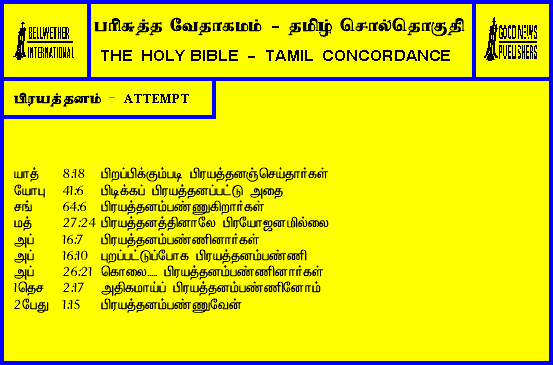 BELLWETHER
INTERNATIONAL
பரிசுத்த வேதாகமம் - தமிழ் சொல்தொகுதி
THE HOLY BIBLE - TAMIL CONCORDANCE
GOOD NEWS
PUBLISHERS
பிரயத்தனம் - ATTEMPT
யாத் 8:18 பிறப்பிக்கும்படி பிரயத்தனஞ்செய்தார்கள்
யோபு 41:6 பிடிக்கப் பிரயத்தனப்பட்டு அதை
சங் 64:6 பிரயத்தனம்பண்ணுகிறார்கள்
மத் 27:24 பிரயத்தனத்தினாலே பிரயோஜனமில்லை
அப் 16:7 பிரயத்தனம்பண்ணினார்கள்
அப் 16:10 புறப்பட்டுப்போக பிரயத்தனம்பண்ணி
அப் 26:21 கொலை..... பிரயத்தனம்பண்ணினார்கள்
1தெச 2:17 அதிகமாய்ப் பிரயத்தனம்பண்ணினோம்
2பேது 1:15 பிரயத்தனம்பண்ணுவேன்